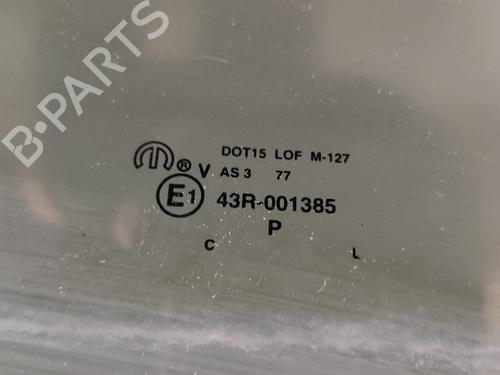 B-PARTS
DOT15 LOF M-127
® V AS 3 77
E1 43R-001385
P
C L